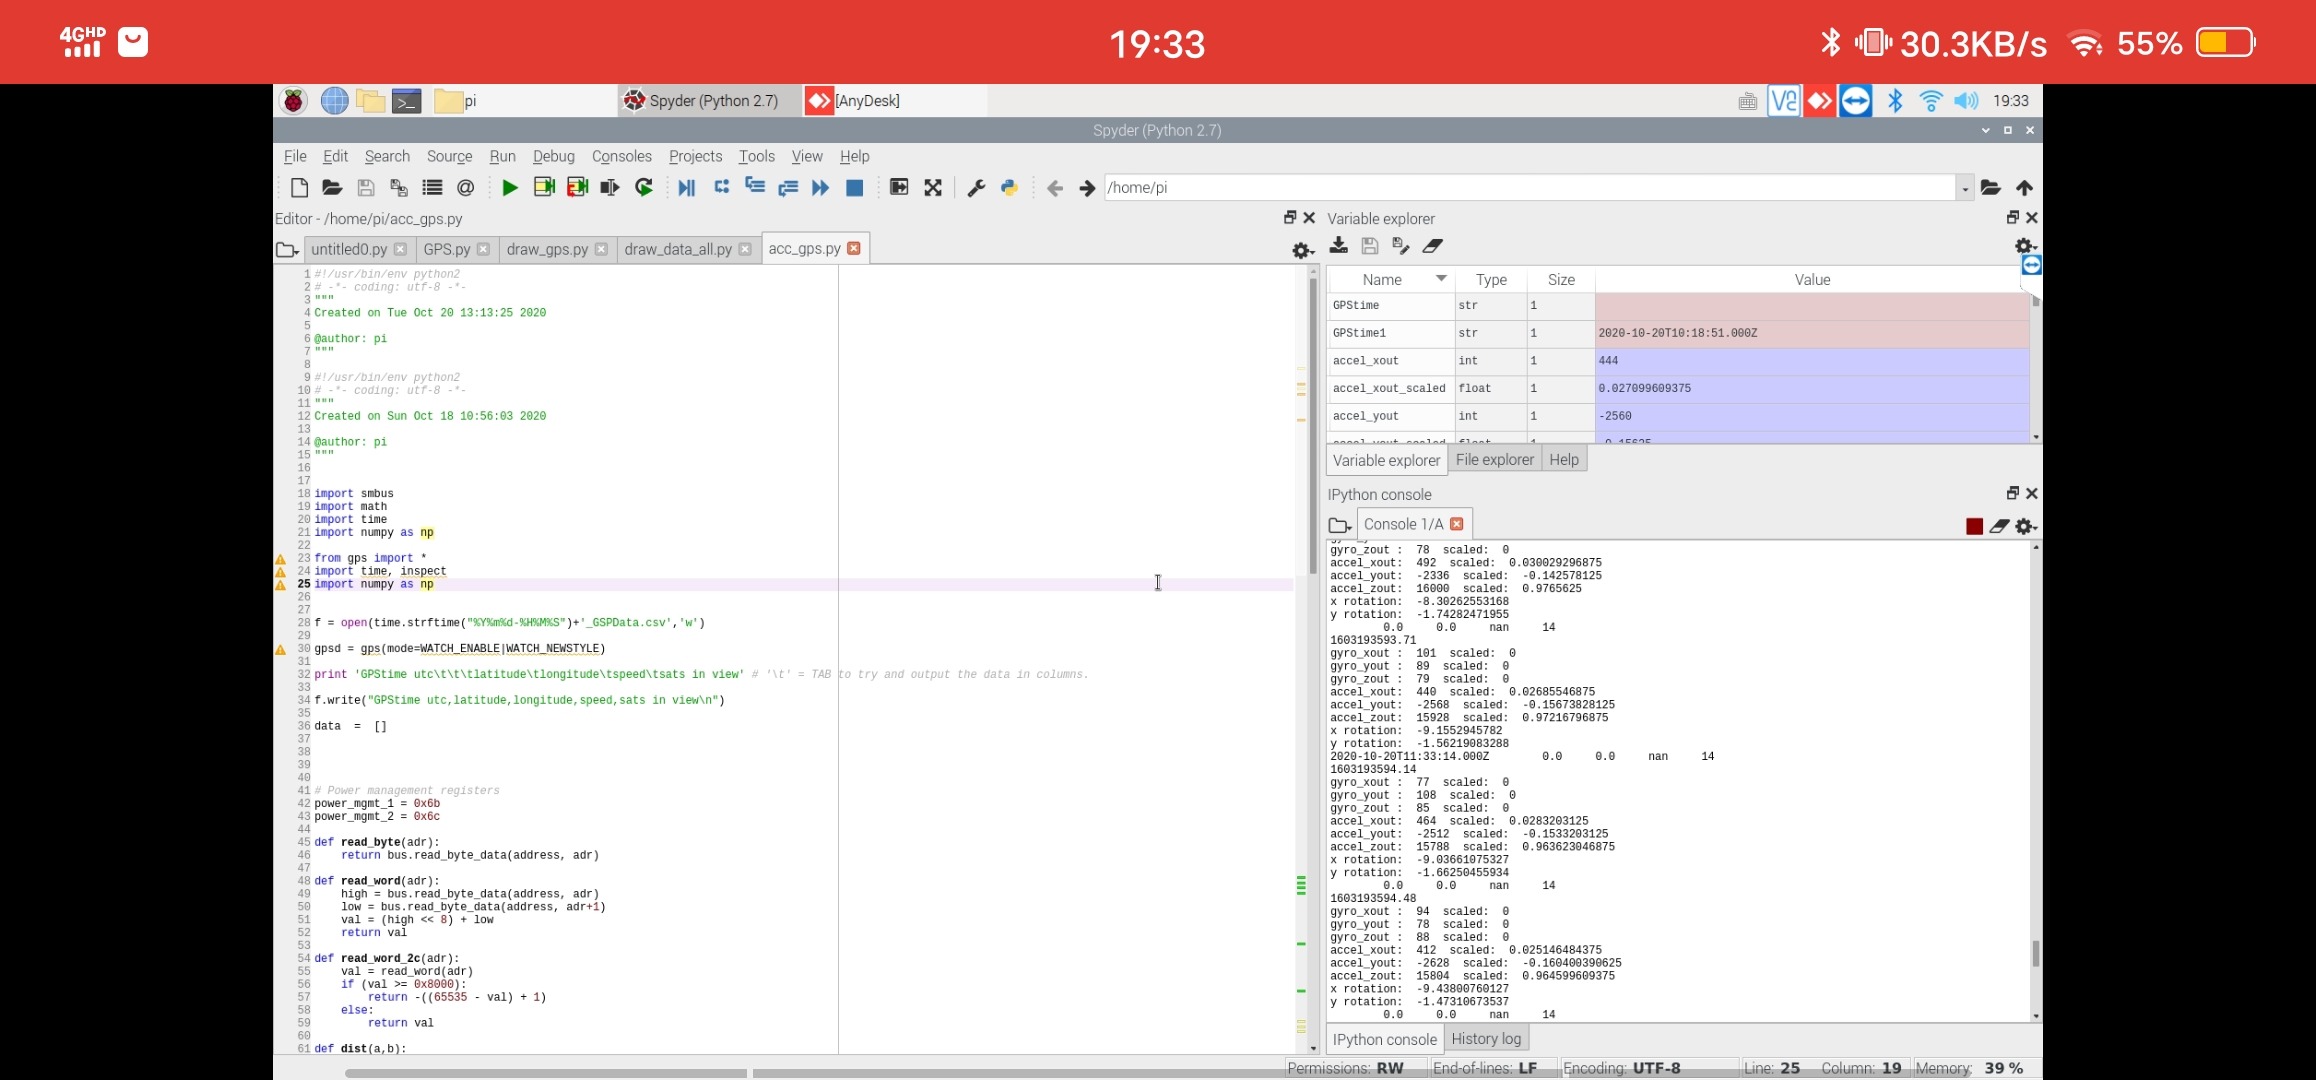 4GHD
19:33
30.3KB/s
55%
pi
Spyder (Python 2.7)
[AnyDesk]
19:33
Spyder (Python 2.7)
File Edit Search Source Run Debug Consoles Projects Tools View Help
/home/pi
Editor - /home/pi/acc_gps.py
untitled0.py GPS.py draw_gps.py draw_data_all.py acc_gps.py
1 #!/usr/bin/env python2
2 # -*- coding: utf-8 -*-
3 """
4 Created on Tue Oct 20 13:13:25 2020
5
6 @author: pi
7 """
8
9 #!/usr/bin/env python2
10 # -*- coding: utf-8 -*-
11 """
12 Created on Sun Oct 18 10:56:03 2020
13
14 @author: pi
15 """
16
17
18 import smbus
19 import math
20 import time
21 import numpy as np
22
23 from gps import *
24 import time, inspect
25 import numpy as np
26
27
28 f = open(time.strftime("%Y%m%d-%H%M%S")+'_GSPData.csv','w')
29
30 gpsd = gps(mode=WATCH_ENABLE|WATCH_NEWSTYLE)
31
32 print 'GPStime utc\t\t\tlatitude\tlongitude\tspeed\tsats in view' # '\t' = TAB to try and output the data in columns.
33
34 f.write("GPStime utc,latitude,longitude,speed,sats in view\n")
35
36 data = []
37
38
39
40
41 # Power management registers
42 power_mgmt_1 = 0x6b
43 power_mgmt_2 = 0x6c
44
45 def read_byte(adr):
46 return bus.read_byte_data(address, adr)
47
48 def read_word(adr):
49 high = bus.read_byte_data(address, adr)
50 low = bus.read_byte_data(address, adr+1)
51 val = (high << 8) + low
52 return val
53
54 def read_word_2c(adr):
55 val = read_word(adr)
56 if (val >= 0x8000):
57 return -((65535 - val) + 1)
58 else:
59 return val
60
61 def dist(a,b):
Variable explorer
Name Type Size Value
GPStime str 1
GPStime1 str 1 2020-10-20T10:18:51.000Z
accel_xout int 1 444
accel_xout_scaled float 1 0.027099609375
accel_yout int 1 -2560
accel_yout_scaled float 1 -0.15625
Variable explorer File explorer Help
IPython console
Console 1/A
gyro_zout : 78 scaled: 0
accel_xout: 492 scaled: 0.030029296875
accel_yout: -2336 scaled: -0.142578125
accel_zout: 16000 scaled: 0.9765625
x rotation: -8.30262553168
y rotation: -1.74282471955
0.0 0.0 nan 14
1603193593.71
gyro_xout : 101 scaled: 0
gyro_yout : 89 scaled: 0
gyro_zout : 79 scaled: 0
accel_xout: 440 scaled: 0.02685546875
accel_yout: -2568 scaled: -0.15673828125
accel_zout: 15928 scaled: 0.97216796875
x rotation: -9.1552945782
y rotation: -1.56219083288
2020-10-20T11:33:14.000Z 0.0 0.0 nan 14
1603193594.14
gyro_xout : 77 scaled: 0
gyro_yout : 108 scaled: 0
gyro_zout : 85 scaled: 0
accel_xout: 464 scaled: 0.0283203125
accel_yout: -2512 scaled: -0.1533203125
accel_zout: 15788 scaled: 0.963623046875
x rotation: -9.03661075327
y rotation: -1.66250455934
0.0 0.0 nan 14
1603193594.48
gyro_xout : 94 scaled: 0
gyro_yout : 78 scaled: 0
gyro_zout : 88 scaled: 0
accel_xout: 412 scaled: 0.025146484375
accel_yout: -2628 scaled: -0.160400390625
accel_zout: 15804 scaled: 0.964599609375
x rotation: -9.43800760127
y rotation: -1.47310673537
0.0 0.0 nan 14
IPython console History log
Permissions: RW End-of-lines: LF Encoding: UTF-8 Line: 25 Column: 19 Memory: 39 %